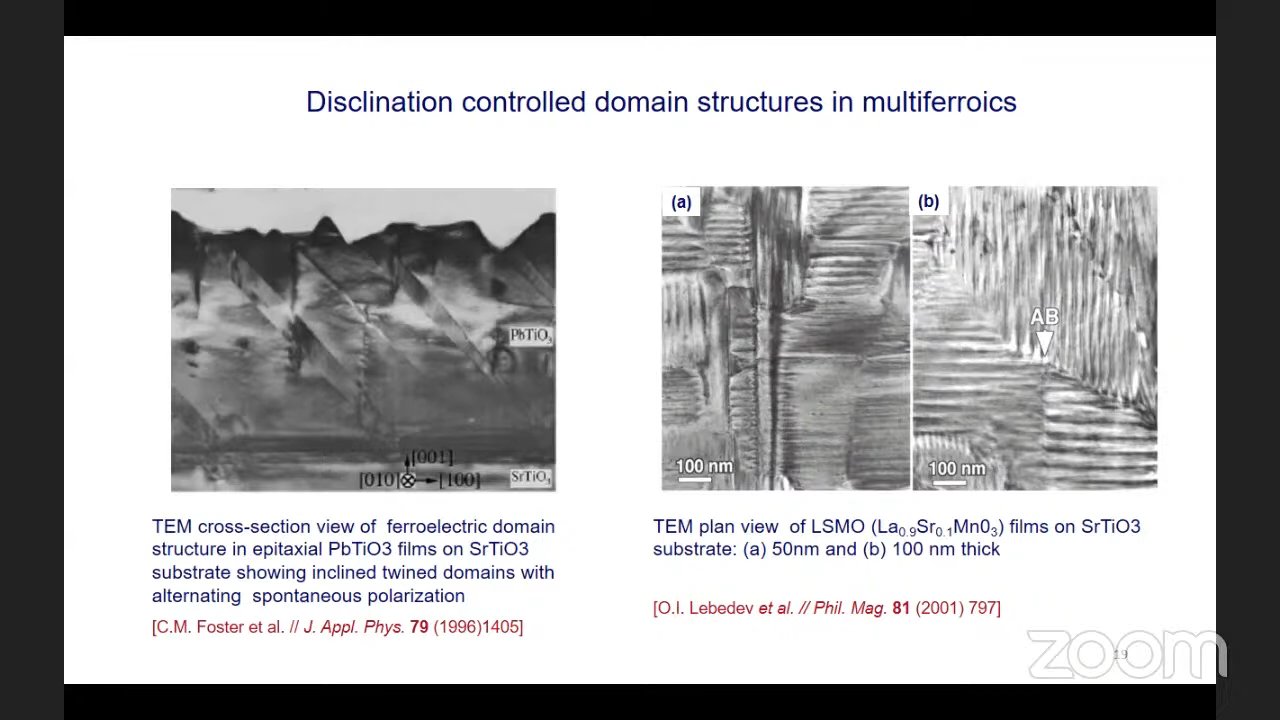 Disclination controlled domain structures in multiferroics
PbTiO3
[001]
[010] [100]
SrTiO3
(a)
100 nm
(b)
AB
100 nm
TEM cross-section view of ferroelectric domain
structure in epitaxial PbTiO3 films on SrTiO3
substrate showing inclined twined domains with
alternating spontaneous polarization
[C.M. Foster et al. // J. Appl. Phys. 79 (1996)1405]
TEM plan view of LSMO (La0.9Sr0.1Mn03) films on SrTiO3
substrate: (a) 50nm and (b) 100 nm thick
[O.I. Lebedev et al. // Phil. Mag. 81 (2001) 797]
19
zoom